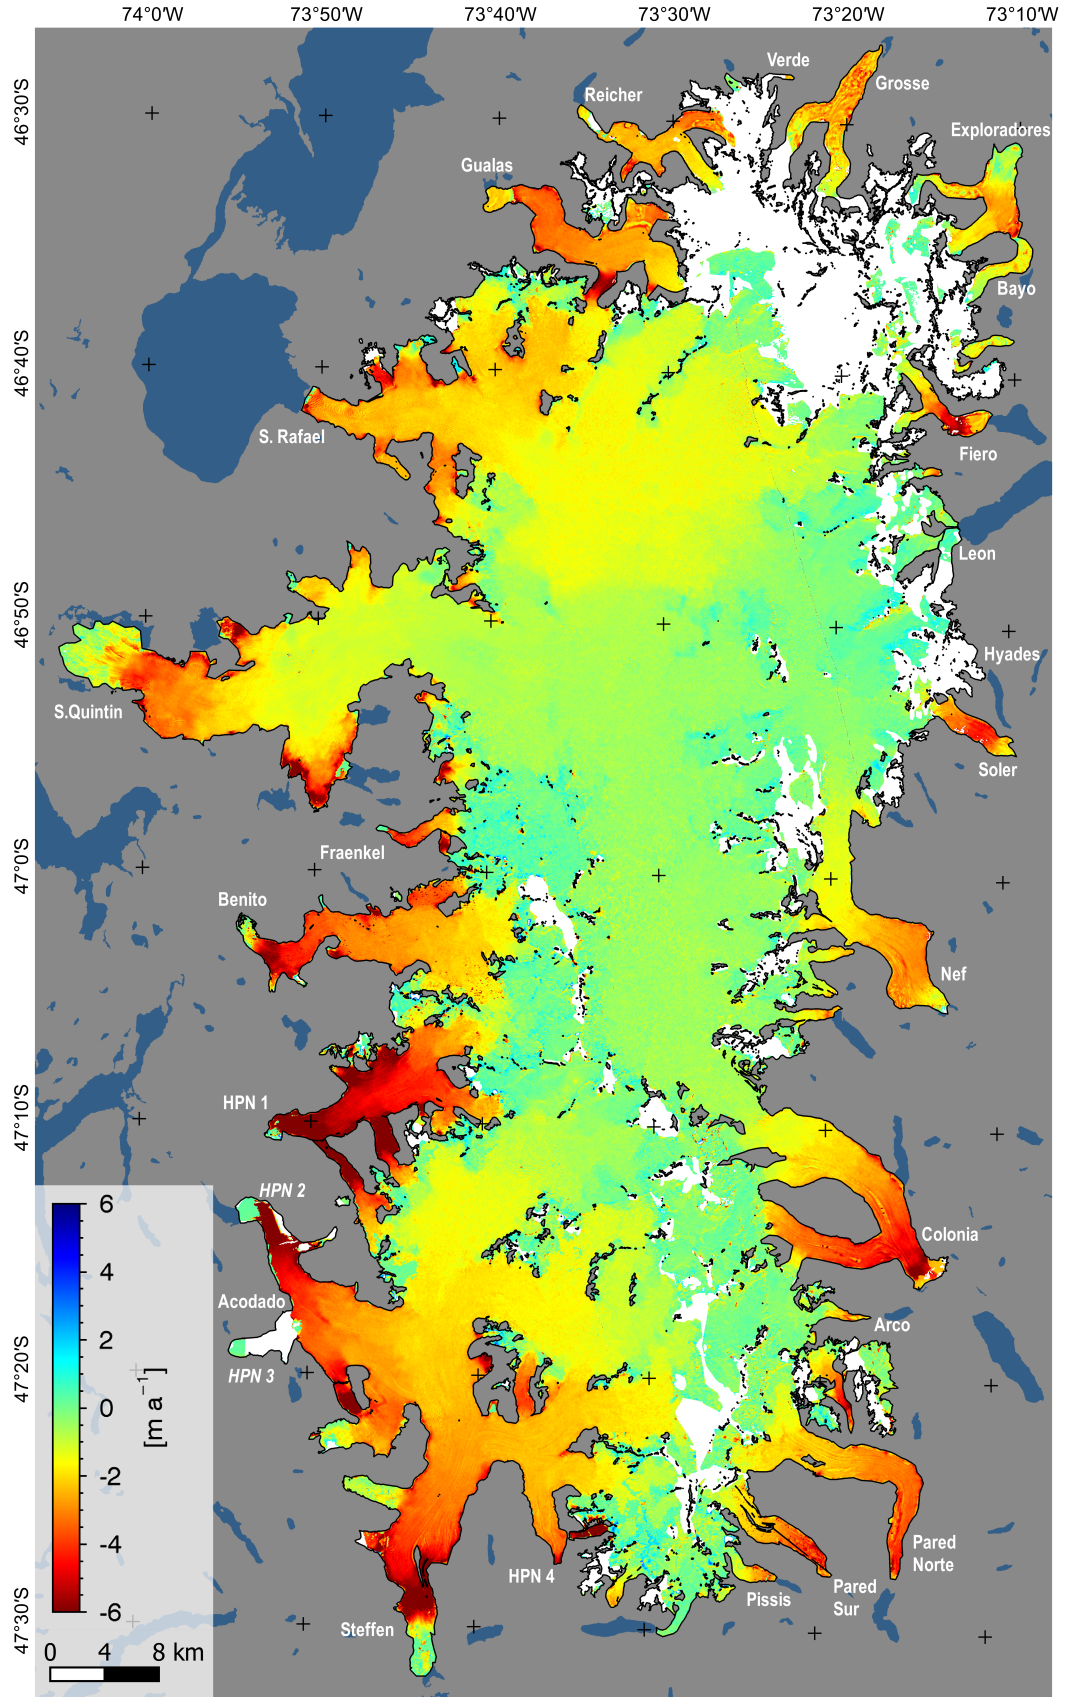 74°0'W 73°50'W 73°40'W 73°30'W 73°20'W 73°10'W
46°30'S
46°40'S
46°50'S
47°0'S
47°10'S
47°20'S
47°30'S
Verde
Grosse
Reicher
Exploradores
Gualas
Bayo
S. Rafael
Fiero
Leon
Hyades
S.Quintin
Soler
Fraenkel
Benito
Nef
HPN 1
HPN 2
Colonia
Acodado
Arco
HPN 3
HPN 4
Pared
Norte
Pissis
Pared
Sur
Steffen
6
4
2
0
-2
-4
-6
[m a⁻¹]
0 4 8 km